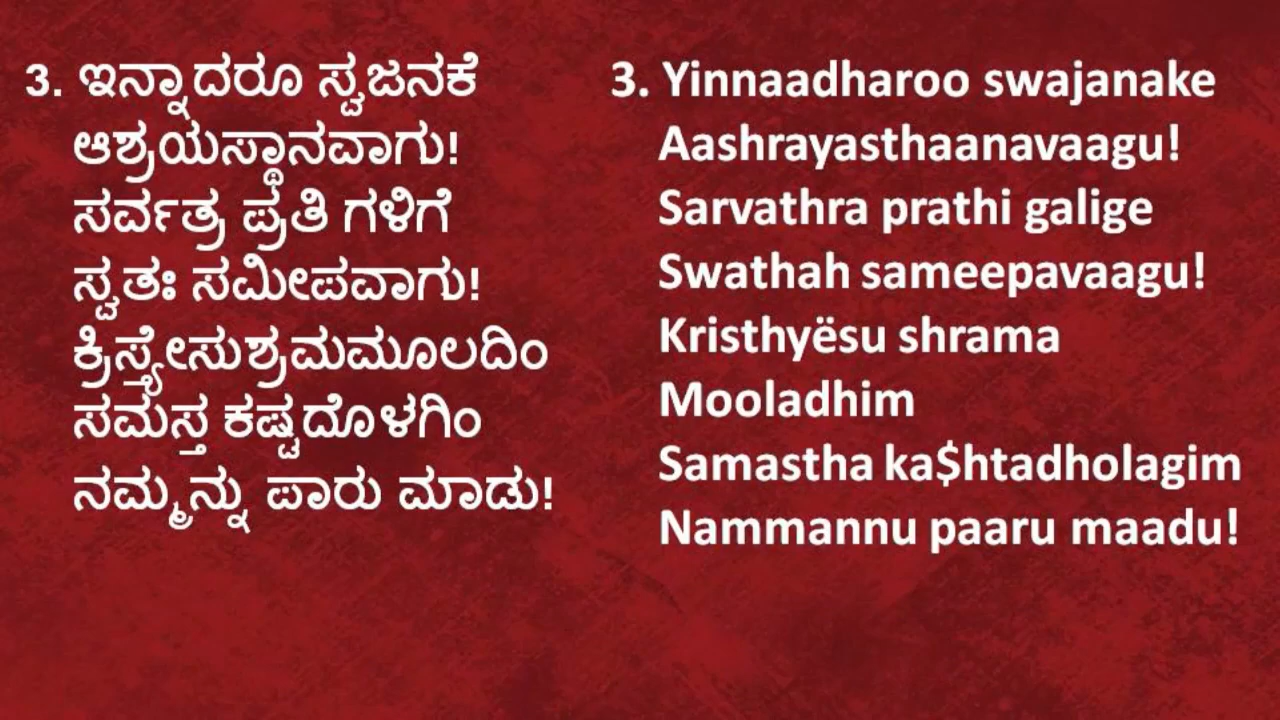 3. ಇನ್ನಾದರೂ ಸ್ವಜನಕೆ
ಆಶ್ರಯಸ್ಥಾನವಾಗು!
ಸರ್ವತ್ರ ಪ್ರತಿ ಗಳಿಗೆ
ಸ್ವತಃ ಸಮೀಪವಾಗು!
ಕ್ರಿಸ್ತ್ಯೇಸುಶ್ರಮಮೂಲದಿಂ
ಸಮಸ್ತ ಕಷ್ಟದೊಳಗಿಂ
ನಮ್ಮನ್ನು ಪಾರು ಮಾಡು!
3. Yinnaadharoo swajanake
Aashrayasthaanavaagu!
Sarvathra prathi galige
Swathah sameepavaagu!
Kristhyësu shrama
Mooladhim
Samastha ka$htadholagim
Nammannu paaru maadu!